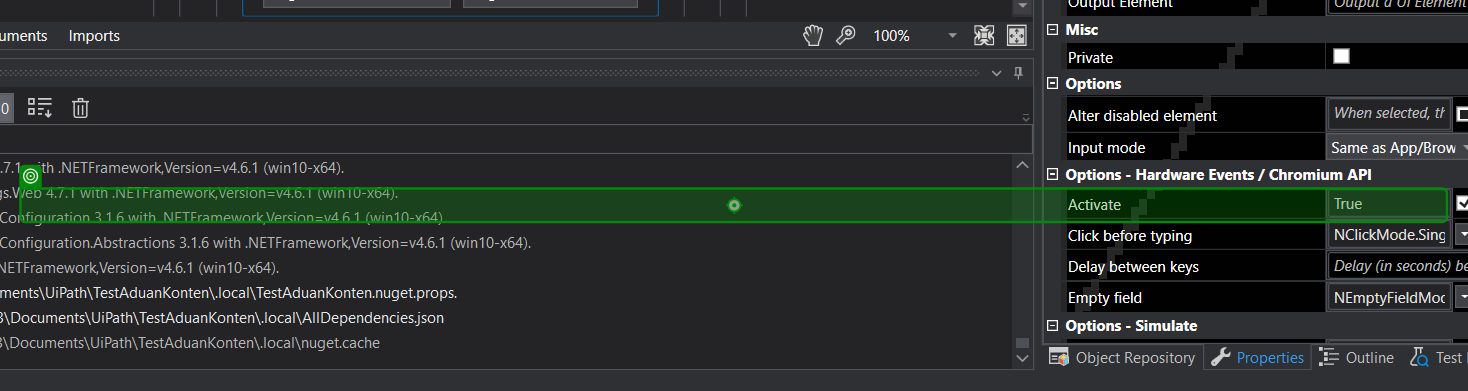 Output Element
Output a UI Element
uments
Imports
100%
Misc
Private
Options
0
Alter disabled element
When selected, th
Input mode
Same as App/Brow
.7.1 with .NETFramework,Version=v4.6.1 (win10-x64).
Options - Hardware Events / Chromium API
gs.Web 4.7.1 with .NETFramework,Version=v4.6.1 (win10-x64).
Activate
True
Configuration 3.1.6 with .NETFramework,Version=v4.6.1 (win10-x64).
Click before typing
NClickMode.Sing
Configuration.Abstractions 3.1.6 with .NETFramework,Version=v4.6.1 (win10-x64).
Delay between keys
Delay (in seconds) be
NETFramework,Version=v4.6.1 (win10-x64).
ments\UiPath\TestAduanKonten\.local\TestAduanKonten.nuget.props.
Empty field
NEmptyFieldMod
3\Documents\UiPath\TestAduanKonten\.local\AllDependencies.json
Options - Simulate
3\Documents\UiPath\TestAduanKonten\.local\nuget.cache
Object Repository
Properties
Outline
Test